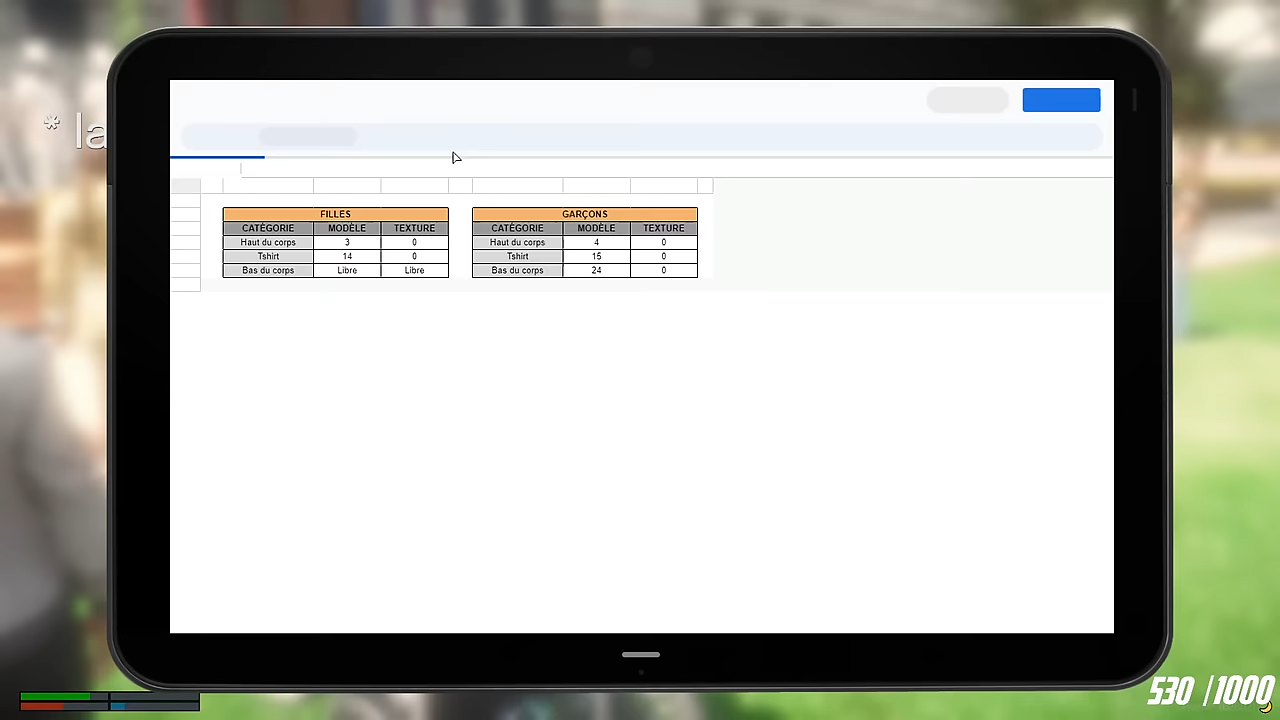 * la
FILLES
CATÉGORIE MODÈLE TEXTURE
Haut du corps 3 0
Tshirt 14 0
Bas du corps Libre Libre
GARÇONS
CATÉGORIE MODÈLE TEXTURE
Haut du corps 4 0
Tshirt 15 0
Bas du corps 24 0
530 /1000